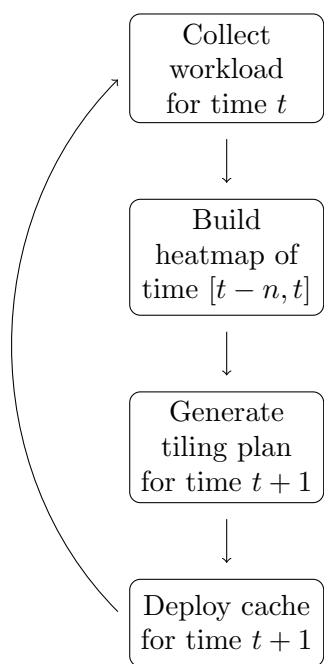 Collect
workload
for time t
Build
heatmap of
time [t − n, t]
Generate
tiling plan
for time t + 1
Deploy cache
for time t + 1